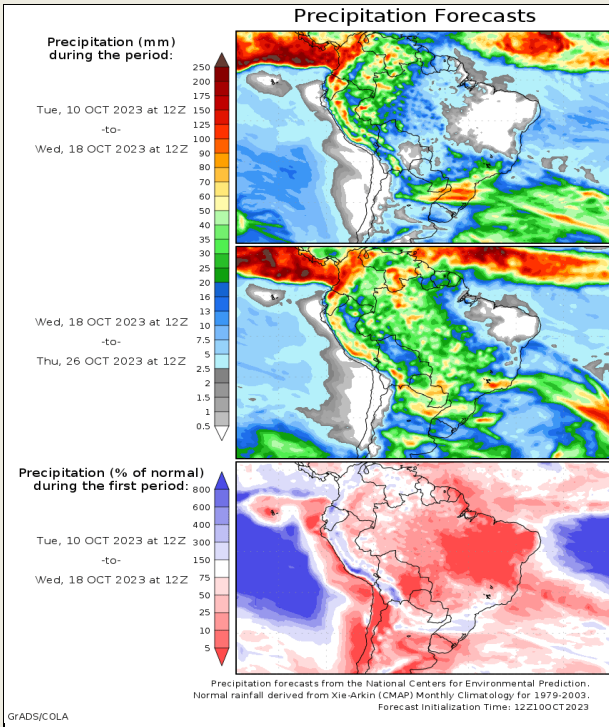 Precipitation Forecasts
Precipitation (mm)
during the period:
Tue, 10 OCT 2023 at 12Z
-to-
Wed, 18 OCT 2023 at 12Z
250
200
175
150
125
100
90
80
70
60
50
40
35
30
25
20
16
13
10
7.5
5
2.5
2
1.5
1
0.5
Wed, 18 OCT 2023 at 12Z
-to-
Thu, 26 OCT 2023 at 12Z
Precipitation (% of normal)
during the first period:
Tue, 10 OCT 2023 at 12Z
-to-
Wed, 18 OCT 2023 at 12Z
800
600
400
300
150
75
50
25
10
5
Precipitation forecasts from the National Centers for Environmental Prediction.
Normal rainfall derived from Xie-Arkin (CMAP) Monthly Climatology for 1979-2003.
Forecast Initialization Time: 12Z10OCT2023
GrADS/COLA